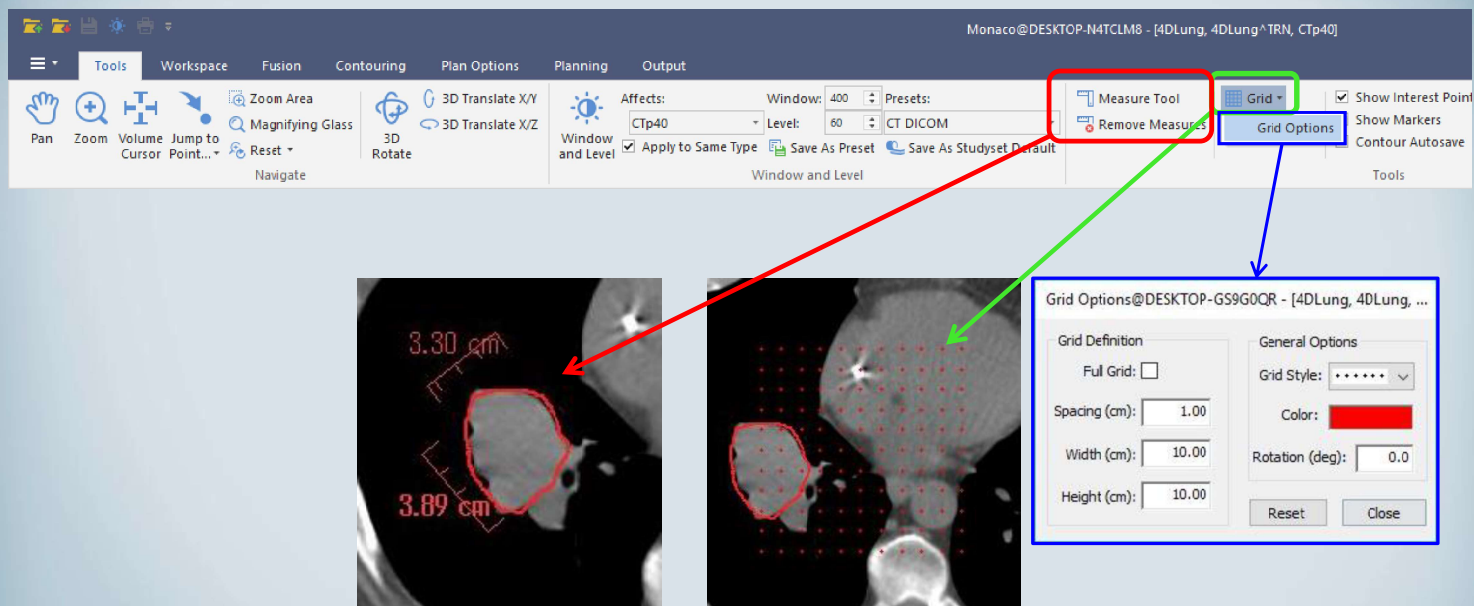 Monaco@DESKTOP-N4TCLM8 - [4DLung, 4DLung^TRN, CTp40]
Tools Workspace Fusion Contouring Plan Options Planning Output
Pan
Zoom
Volume Cursor
Jump to Point...
Zoom Area
Magnifying Glass
Reset
3D Rotate
3D Translate X/Y
3D Translate X/Z
Navigate
Window and Level
Affects:
CTp40
Apply to Same Type
Window: 400
Level: 60
Presets:
CT DICOM
Save As Preset
Save As Studyset Default
Window and Level
Measure Tool
Remove Measures
Grid
Grid Options
Show Interest Point
Show Markers
Contour Autosave
Tools
3.30 cm
3.89 cm
Grid Options@DESKTOP-GS9G0QR - [4DLung, 4DLung, ...
Grid Definition
Full Grid:
Spacing (cm): 1.00
Width (cm): 10.00
Height (cm): 10.00
General Options
Grid Style:
Color:
Rotation (deg): 0.0
Reset
Close